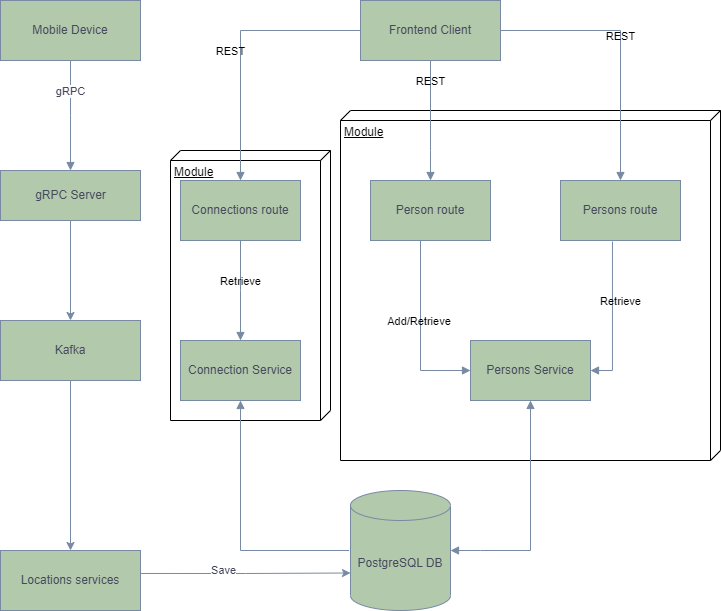 Mobile Device
Frontend Client
REST
REST
REST
gRPC
Module
Module
gRPC Server
Connections route
Person route
Persons route
Retrieve
Retrieve
Add/Retrieve
Kafka
Connection Service
Persons Service
PostgreSQL DB
Save
Locations services